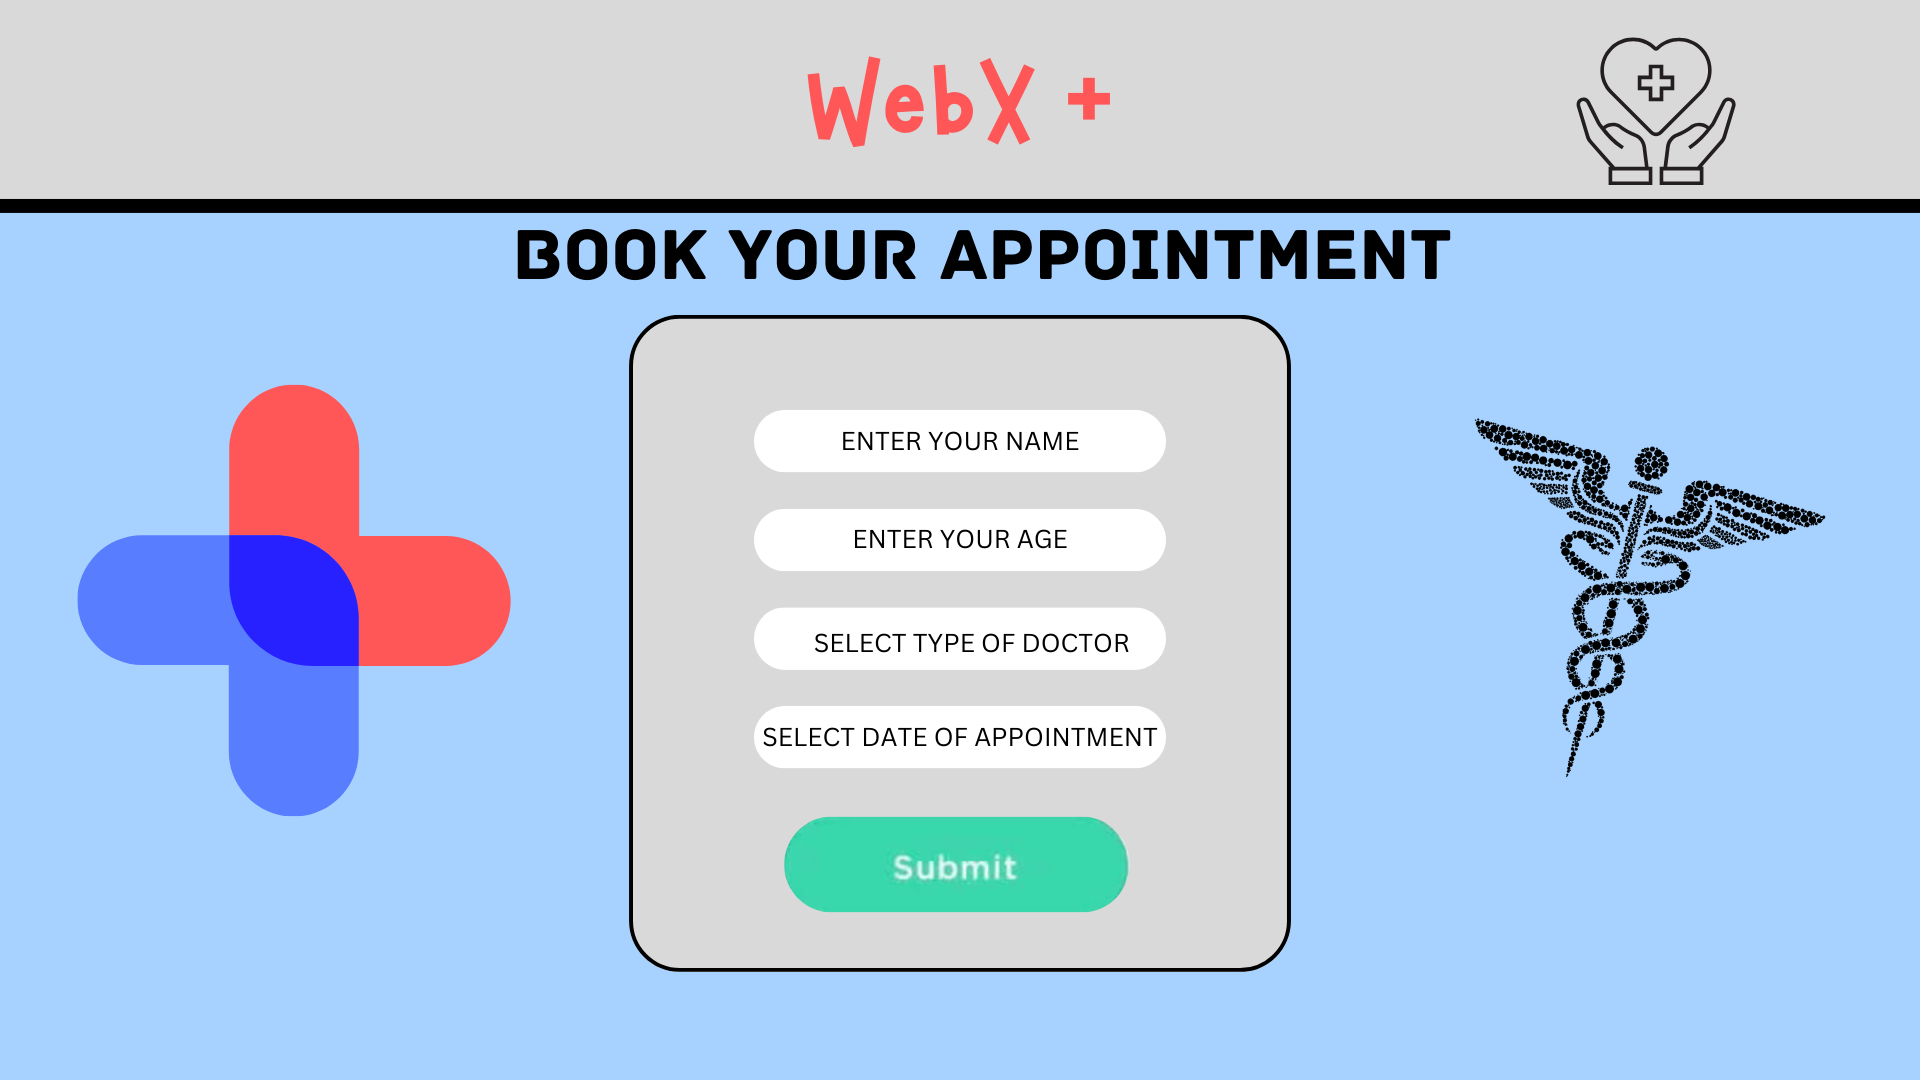 WebX +
BOOK YOUR APPOINTMENT
ENTER YOUR NAME
ENTER YOUR AGE
SELECT TYPE OF DOCTOR
SELECT DATE OF APPOINTMENT
Submit